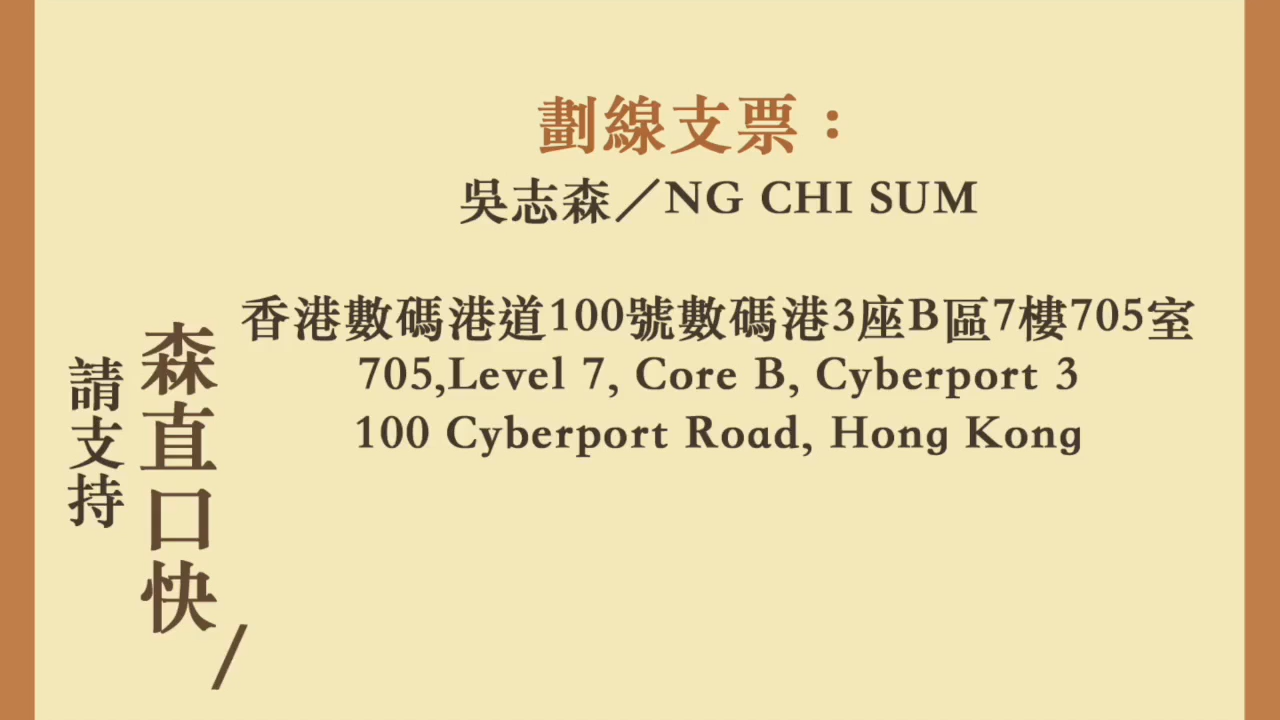 劃線支票：
吳志森／NG CHI SUM
香港數碼港道100號數碼港3座B區7樓705室
705,Level 7, Core B, Cyberport 3
100 Cyberport Road, Hong Kong
請支持
森直口快
/